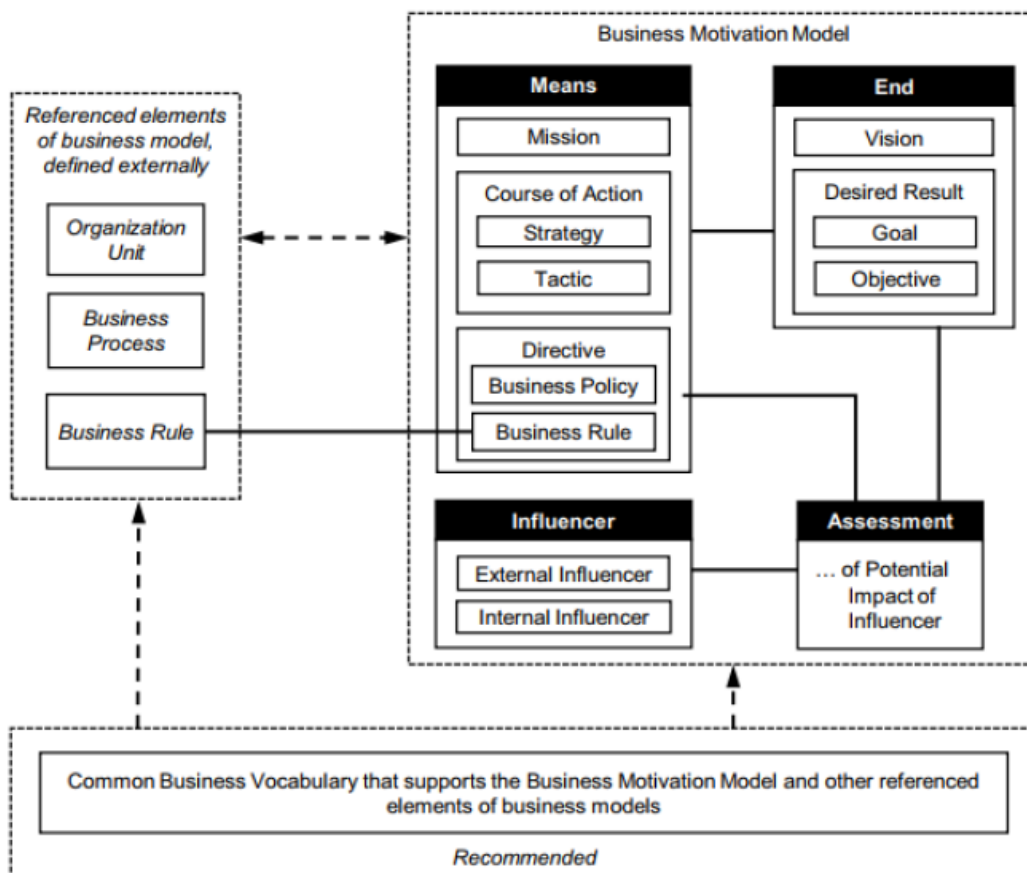 Business Motivation Model
Referenced elements
of business model,
defined externally
Organization
Unit
Business
Process
Business Rule
Means
Mission
Course of Action
Strategy
Tactic
Directive
Business Policy
Business Rule
End
Vision
Desired Result
Goal
Objective
Influencer
External Influencer
Internal Influencer
Assessment
... of Potential
Impact of
Influencer
Common Business Vocabulary that supports the Business Motivation Model and other referenced
elements of business models
Recommended